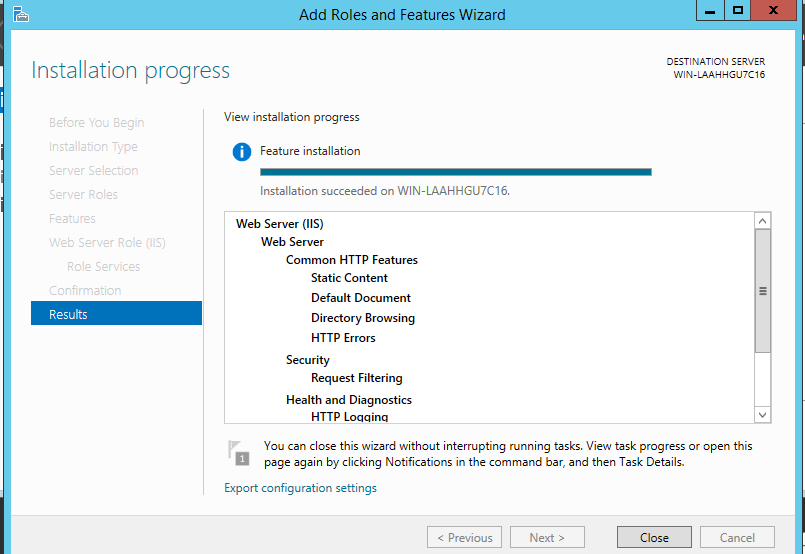 Add Roles and Features Wizard
Installation progress
DESTINATION SERVER
WIN-LAAHHGU7C16
Before You Begin
Installation Type
Server Selection
Server Roles
Features
Web Server Role (IIS)
Role Services
Confirmation
Results
View installation progress
Feature installation
Installation succeeded on WIN-LAAHHGU7C16.
Web Server (IIS)
Web Server
Common HTTP Features
Static Content
Default Document
Directory Browsing
HTTP Errors
Security
Request Filtering
Health and Diagnostics
HTTP Logging
1
You can close this wizard without interrupting running tasks. View task progress or open this
page again by clicking Notifications in the command bar, and then Task Details.
Export configuration settings
< Previous
Next >
Close
Cancel